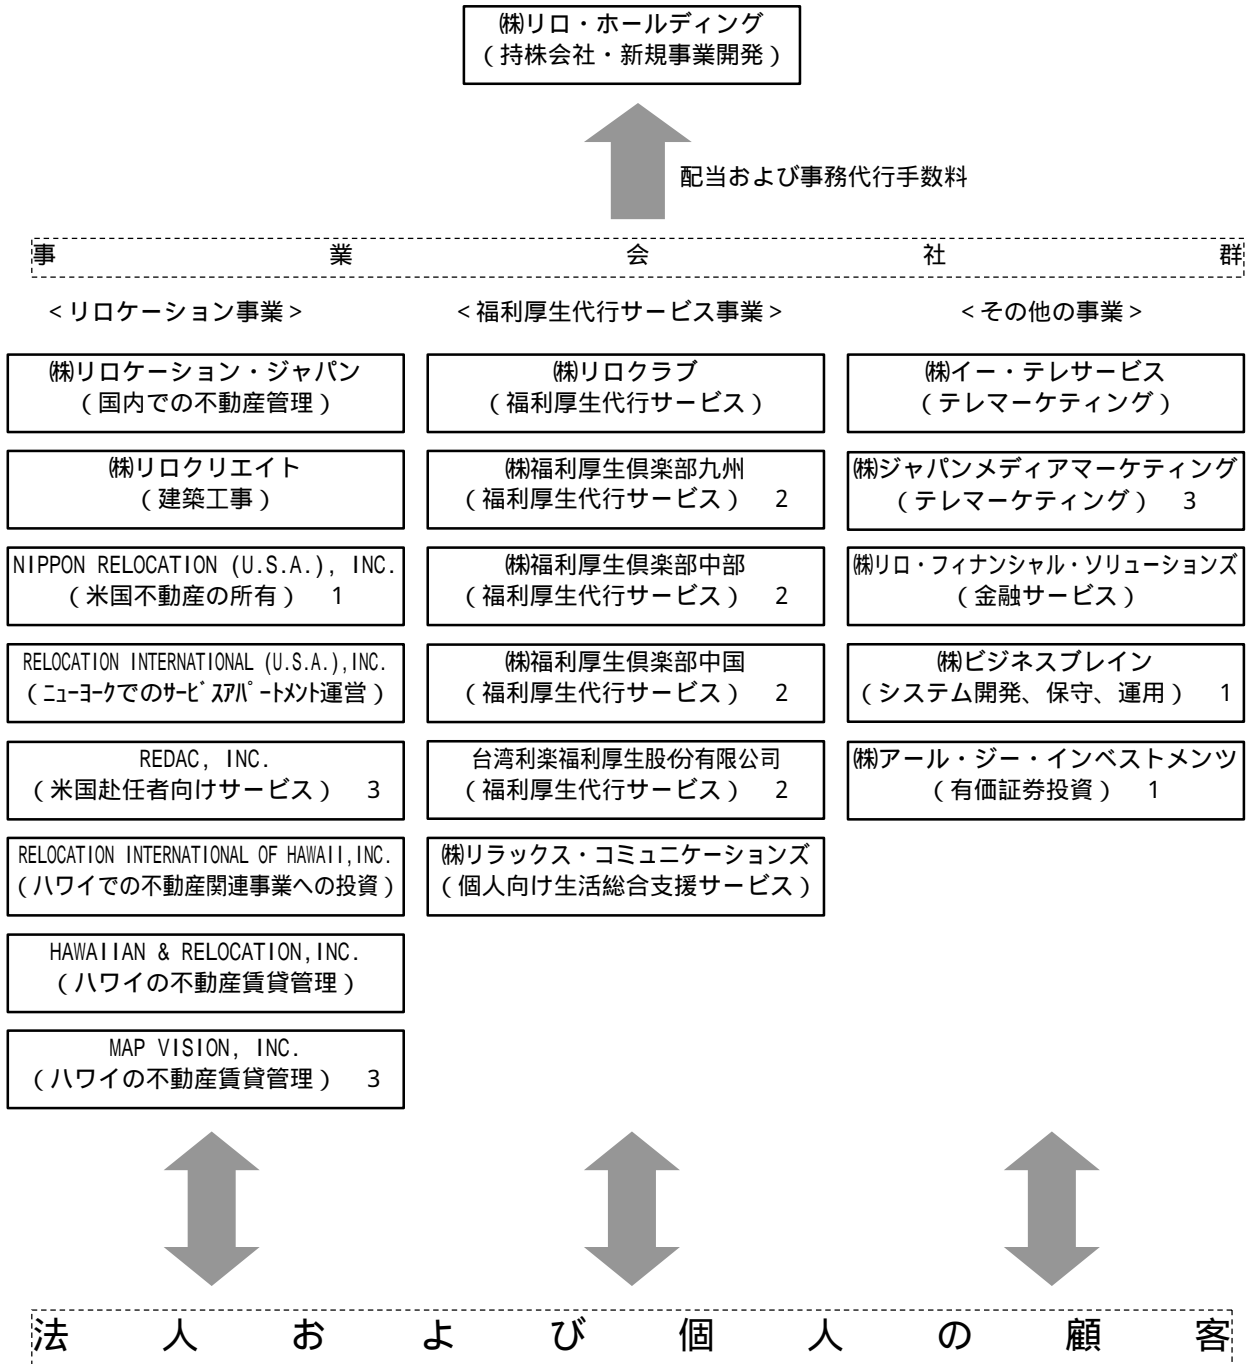 ㈱リロ・ホールディング
(持株会社・新規事業開発)
配当および事務代行手数料
事業会社群
<リロケーション事業>
㈱リロケーション・ジャパン
(国内での不動産管理)
㈱リロクリエイト
(建築工事)
NIPPON RELOCATION (U.S.A.), INC.
(米国不動産の所有) 1
RELOCATION INTERNATIONAL (U.S.A.),INC.
(ニューヨークでのサービスアパートメント運営)
REDAC, INC.
(米国赴任者向けサービス) 3
RELOCATION INTERNATIONAL OF HAWAII,INC.
(ハワイでの不動産関連事業への投資)
HAWAIIAN & RELOCATION,INC.
(ハワイの不動産賃貸管理)
MAP VISION, INC.
(ハワイの不動産賃貸管理) 3
<福利厚生代行サービス事業>
㈱リロクラブ
(福利厚生代行サービス)
㈱福利厚生倶楽部九州
(福利厚生代行サービス) 2
㈱福利厚生倶楽部中部
(福利厚生代行サービス) 2
㈱福利厚生倶楽部中国
(福利厚生代行サービス) 2
台湾利楽福利厚生股份有限公司
(福利厚生代行サービス) 2
㈱リラックス・コミュニケーションズ
(個人向け生活総合支援サービス)
<その他の事業>
㈱イー・テレサービス
(テレマーケティング)
㈱ジャパンメディアマーケティング
(テレマーケティング) 3
㈱リロ・フィナンシャル・ソリューションズ
(金融サービス)
㈱ビジネスブレイン
(システム開発、保守、運用) 1
㈱アール・ジー・インベストメンツ
(有価証券投資) 1
法人および個人の顧客